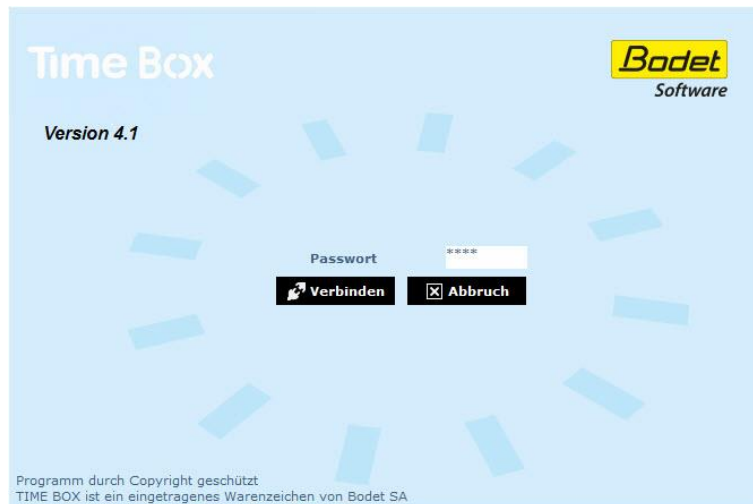 Time Box
Bodet
Software
Version 4.1
Passwort ****
Verbinden Abbruch
Programm durch Copyright geschützt
TIME BOX ist ein eingetragenes Warenzeichen von Bodet SA